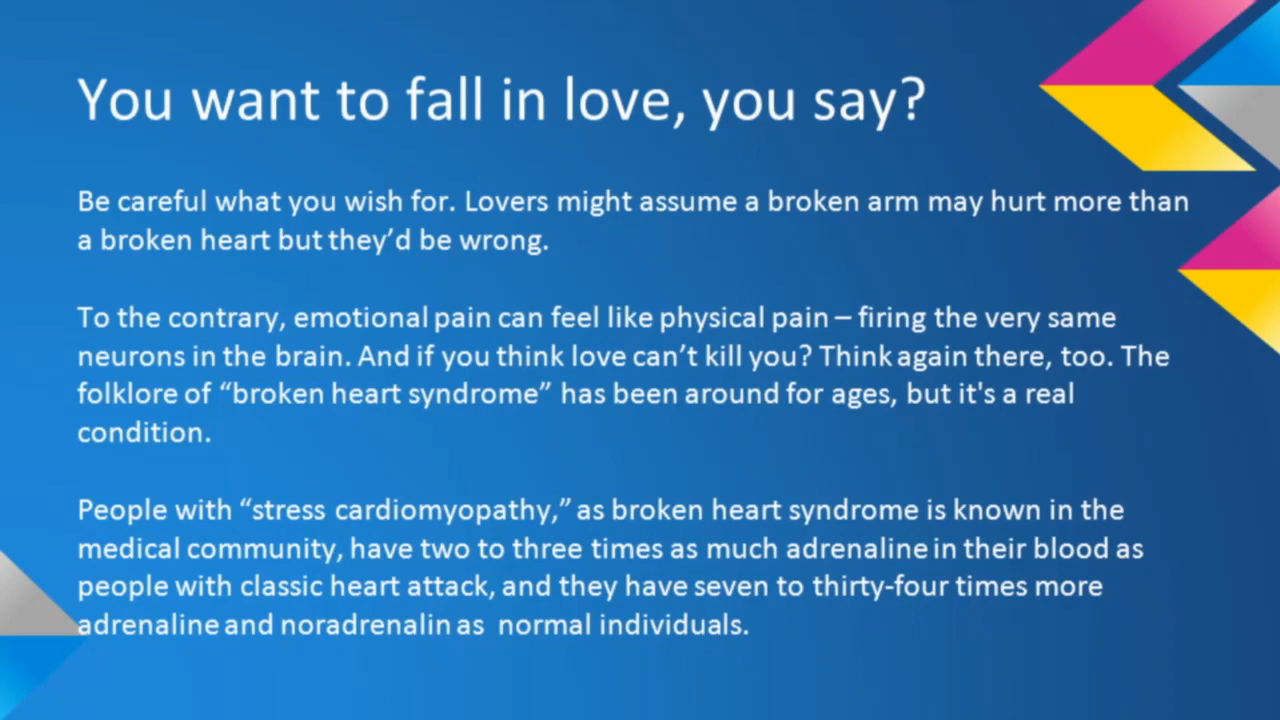 You want to fall in love, you say?
Be careful what you wish for. Lovers might assume a broken arm may hurt more than
a broken heart but they’d be wrong.
To the contrary, emotional pain can feel like physical pain – firing the very same
neurons in the brain. And if you think love can’t kill you? Think again there, too. The
folklore of “broken heart syndrome” has been around for ages, but it's a real
condition.
People with “stress cardiomyopathy,” as broken heart syndrome is known in the
medical community, have two to three times as much adrenaline in their blood as
people with classic heart attack, and they have seven to thirty-four times more
adrenaline and noradrenalin as normal individuals.